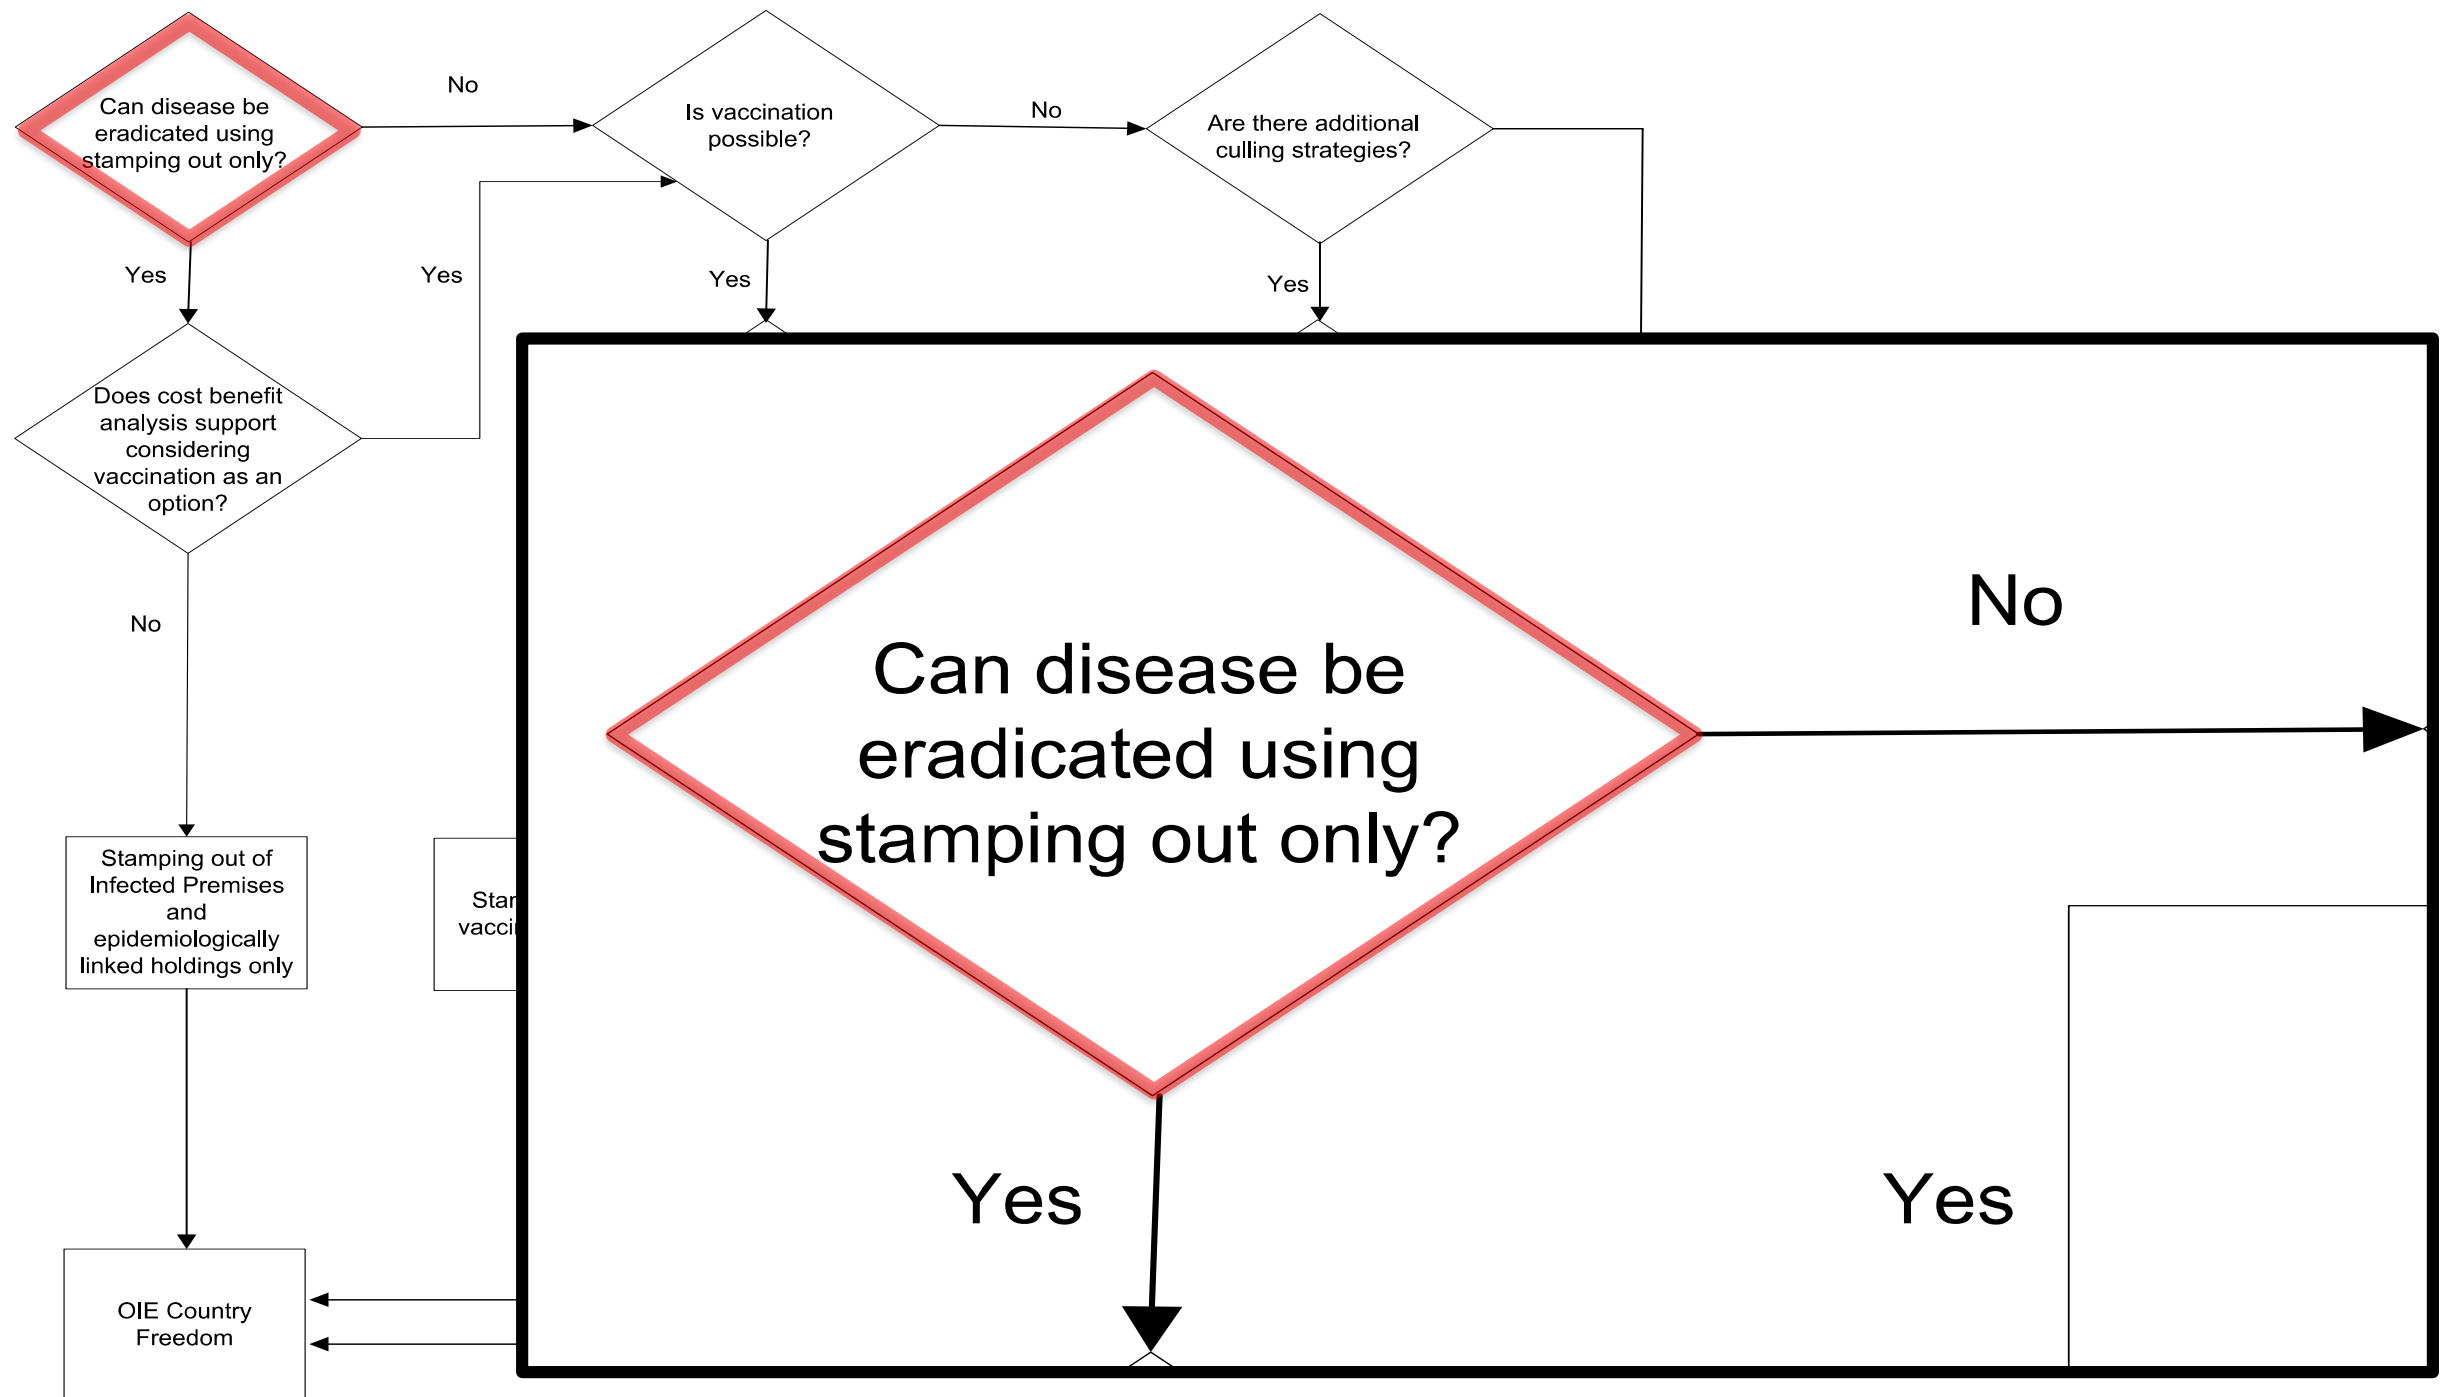 Can disease be
eradicated using
stamping out only?
No
Is vaccination
possible?
No
Are there additional
culling strategies?
Yes
Yes
Yes
Yes
Does cost benefit
analysis support
considering
vaccination as an
option?
No
Stamping out of
Infected Premises
and
epidemiologically
linked holdings only
OIE Country
Freedom
Can disease be
eradicated using
stamping out only?
No
Yes
Yes